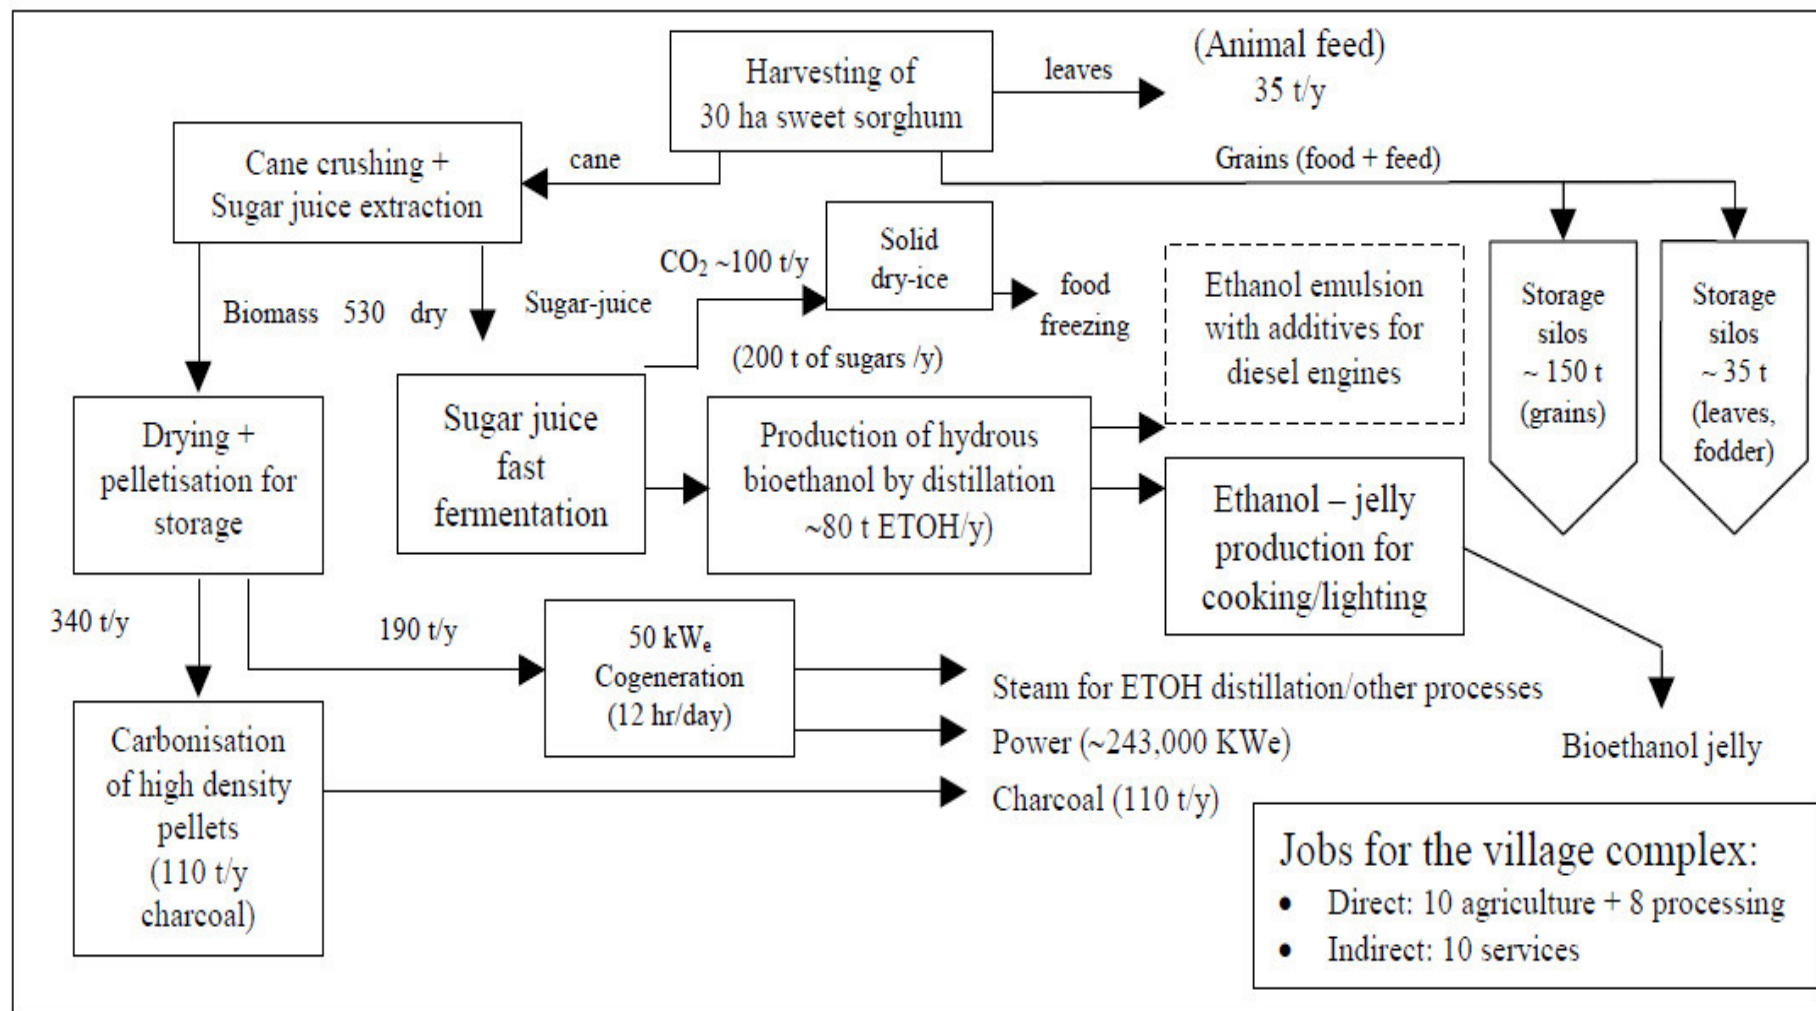 Harvesting of
30 ha sweet sorghum
leaves
(Animal feed)
35 t/y
cane
Grains (food + feed)
Cane crushing +
Sugar juice extraction
Biomass 530 dry
Sugar-juice
CO₂ ~100 t/y
Solid
dry-ice
food
freezing
(200 t of sugars /y)
Ethanol emulsion
with additives for
diesel engines
Storage
silos
~ 150 t
(grains)
Storage
silos
~ 35 t
(leaves,
fodder)
Drying +
pelletisation for
storage
Sugar juice
fast
fermentation
Production of hydrous
bioethanol by distillation
~80 t ETOH/y)
Ethanol – jelly
production for
cooking/lighting
340 t/y
190 t/y
50 kWₑ
Cogeneration
(12 hr/day)
Steam for ETOH distillation/other processes
Power (~243,000 KWe)
Charcoal (110 t/y)
Bioethanol jelly
Carbonisation
of high density
pellets
(110 t/y
charcoal)
Jobs for the village complex:
• Direct: 10 agriculture + 8 processing
• Indirect: 10 services